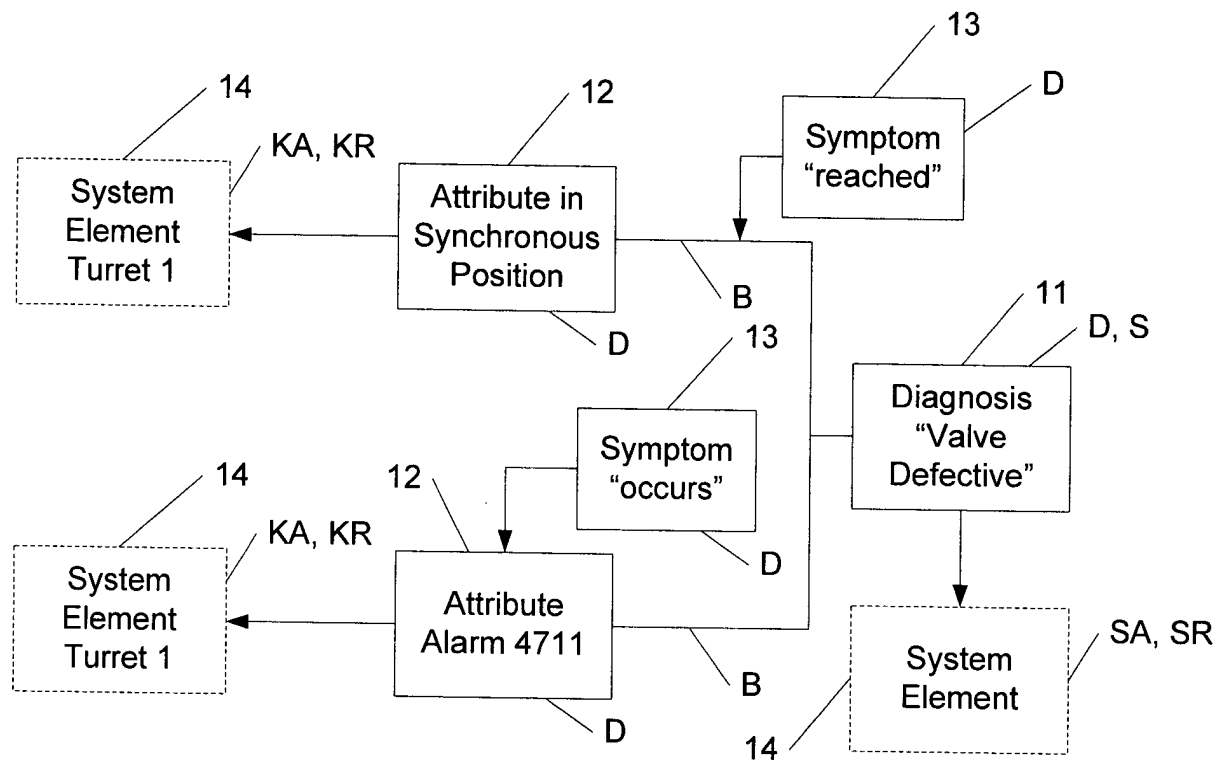 13
14
12
D
KA, KR
Symptom
“reached”
System
Element
Turret 1
Attribute in
Synchronous
Position
B
11
D
13
D, S
Diagnosis
“Valve
Defective”
Symptom
“occurs”
14
12
KA, KR
D
System
Element
Turret 1
Attribute
Alarm 4711
B
System
Element
SA, SR
D
14